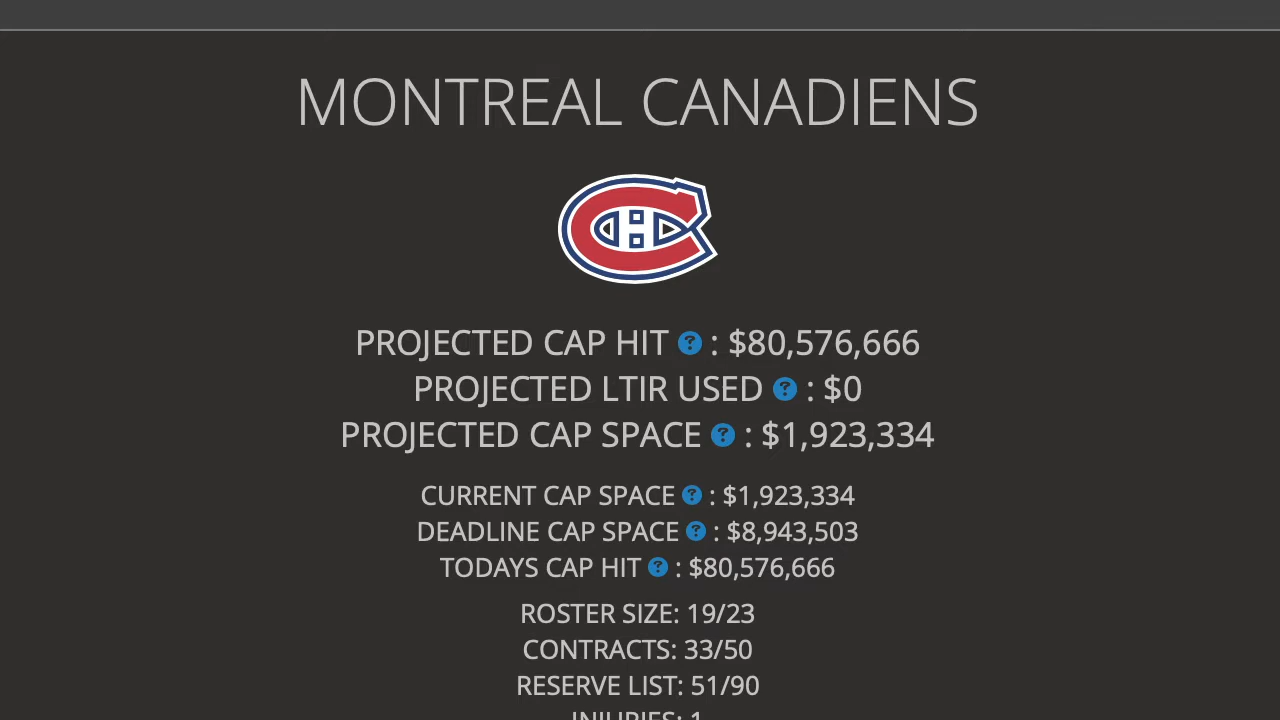 MONTREAL CANADIENS
PROJECTED CAP HIT ? : $80,576,666
PROJECTED LTIR USED ? : $0
PROJECTED CAP SPACE ? : $1,923,334
CURRENT CAP SPACE ? : $1,923,334
DEADLINE CAP SPACE ? : $8,943,503
TODAYS CAP HIT ? : $80,576,666
ROSTER SIZE: 19/23
CONTRACTS: 33/50
RESERVE LIST: 51/90
INJURIES: 1